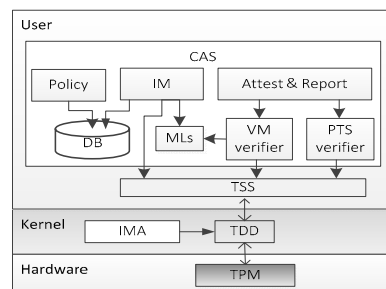 User
CAS
Policy
IM
Attest & Report
DB
MLs
VM
verifier
PTS
verifier
TSS
Kernel
IMA
TDD
Hardware
TPM